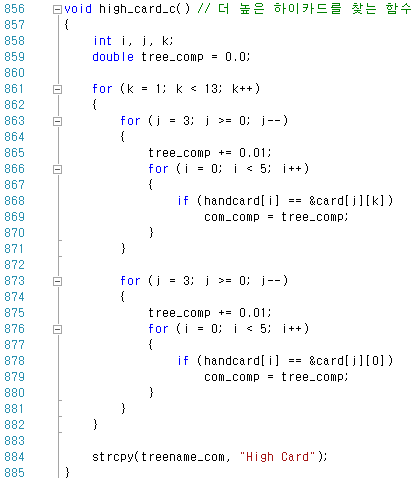 856 void high_card_c() // 더 높은 하이카드를 찾는 함수
857 {
858 int i, j, k;
859 double tree_comp = 0.0;
860
861 for (k = 1; k < 13; k++)
862 {
863 for (j = 3; j >= 0; j--)
864 {
865 tree_comp += 0.01;
866 for (i = 0; i < 5; i++)
867 {
868 if (handcard[i] == &card[j][k])
869 com_comp = tree_comp;
870 }
871 }
872
873 for (j = 3; j >= 0; j--)
874 {
875 tree_comp += 0.01;
876 for (i = 0; i < 5; i++)
877 {
878 if (handcard[i] == &card[j][0])
879 com_comp = tree_comp;
880 }
881 }
882 }
883
884 strcpy(treename_com, "High Card");
885 }